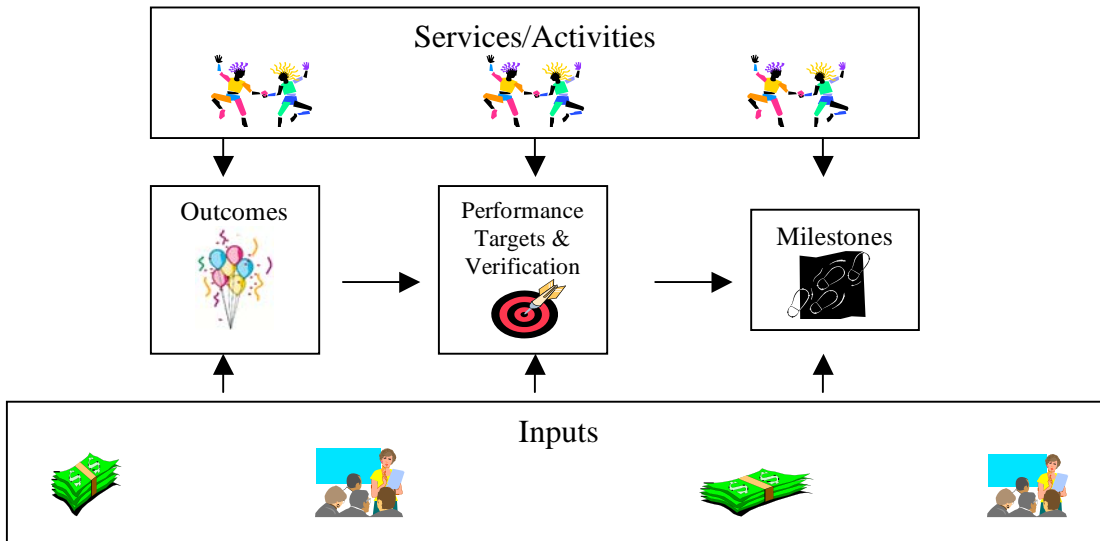 Services/Activities
Outcomes
Performance
Targets &
Verification
Milestones
Inputs